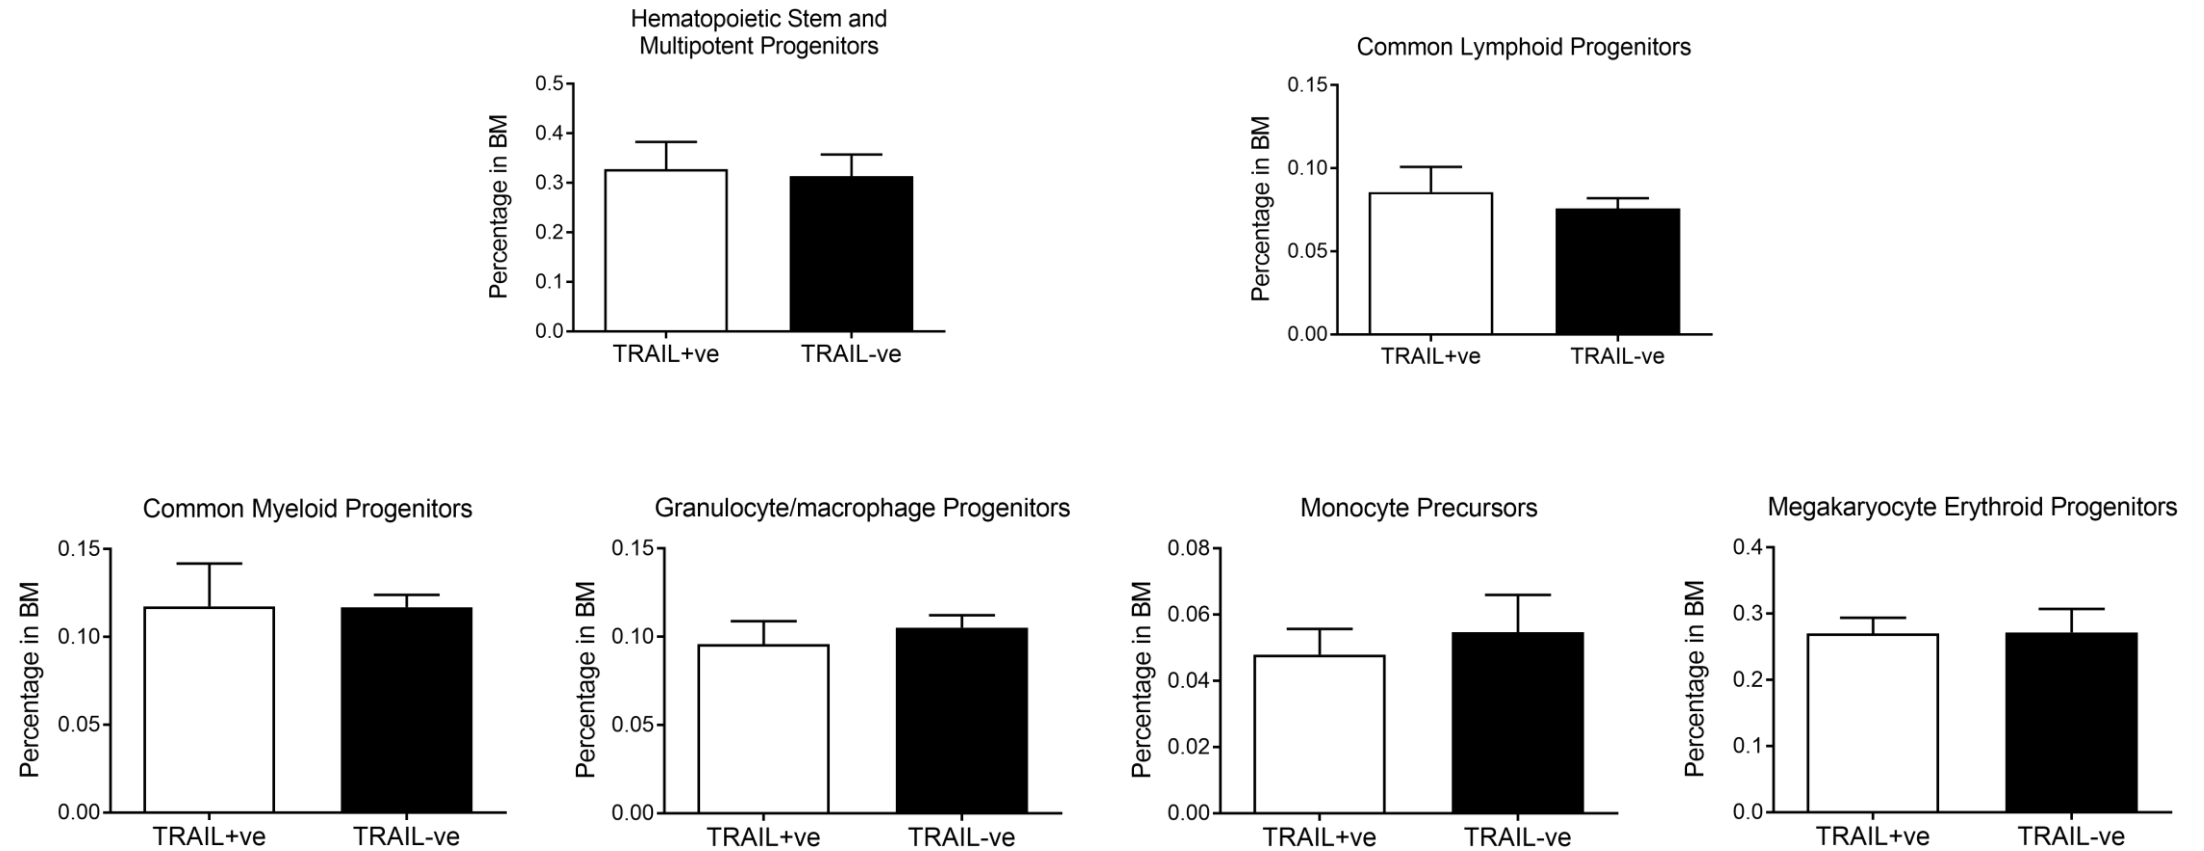 Hematopoietic Stem and
Multipotent Progenitors
Percentage in BM
0.5
0.4
0.3
0.2
0.1
0.0
TRAIL+ve
TRAIL-ve
Common Lymphoid Progenitors
Percentage in BM
0.15
0.10
0.05
0.00
TRAIL+ve
TRAIL-ve
Common Myeloid Progenitors
Percentage in BM
0.15
0.10
0.05
0.00
TRAIL+ve
TRAIL-ve
Granulocyte/macrophage Progenitors
Percentage in BM
0.15
0.10
0.05
0.00
TRAIL+ve
TRAIL-ve
Monocyte Precursors
Percentage in BM
0.08
0.06
0.04
0.02
0.00
TRAIL+ve
TRAIL-ve
Megakaryocyte Erythroid Progenitors
Percentage in BM
0.4
0.3
0.2
0.1
0.0
TRAIL+ve
TRAIL-ve